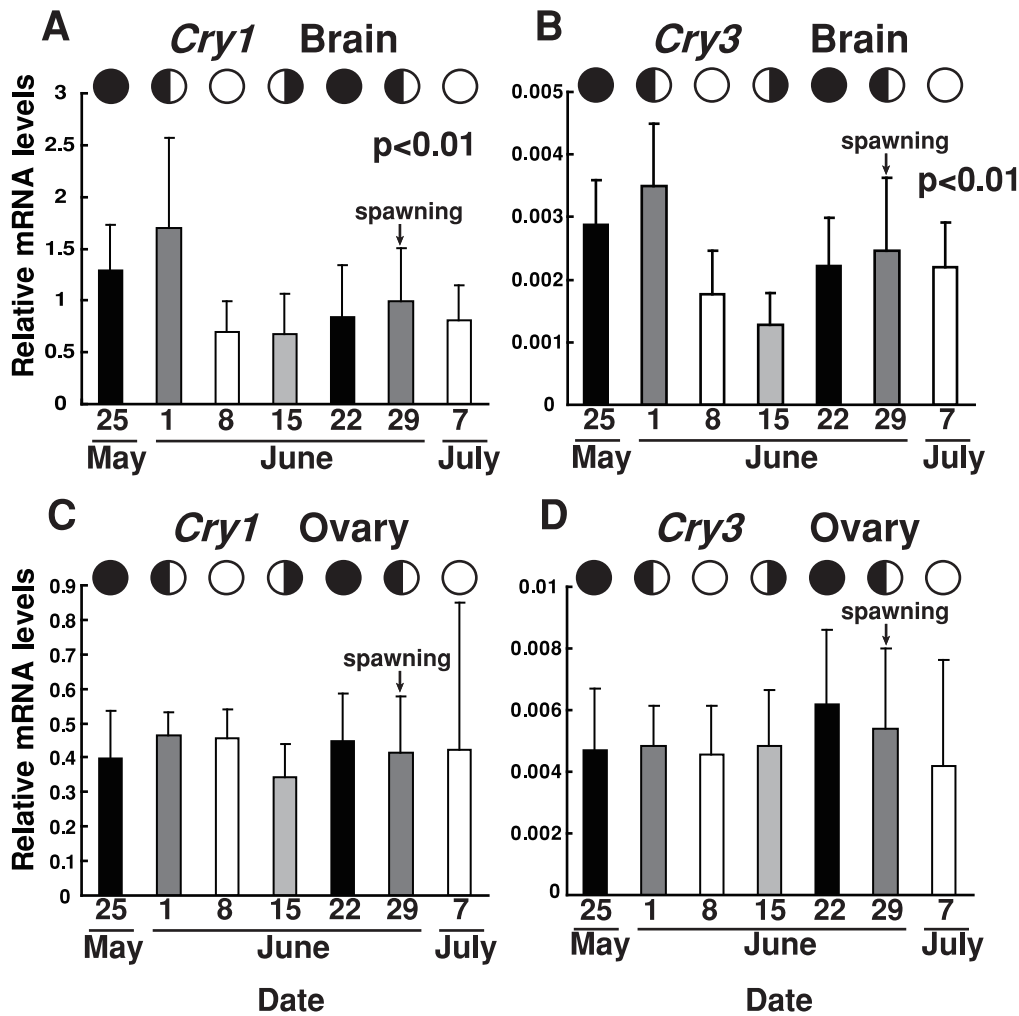 A
Cry1 Brain
Relative mRNA levels
3
2.5
2
1.5
1
0.5
0
p<0.01
spawning
25 1 8 15 22 29 7
May June July
B
Cry3 Brain
0.005
0.004
0.003
0.002
0.001
0
spawning
p<0.01
25 1 8 15 22 29 7
May June July
C
Cry1 Ovary
Relative mRNA levels
0.9
0.8
0.7
0.6
0.5
0.4
0.3
0.2
0.1
0
spawning
25 1 8 15 22 29 7
May June July
Date
D
Cry3 Ovary
0.01
0.008
0.006
0.004
0.002
0
spawning
25 1 8 15 22 29 7
May June July
Date